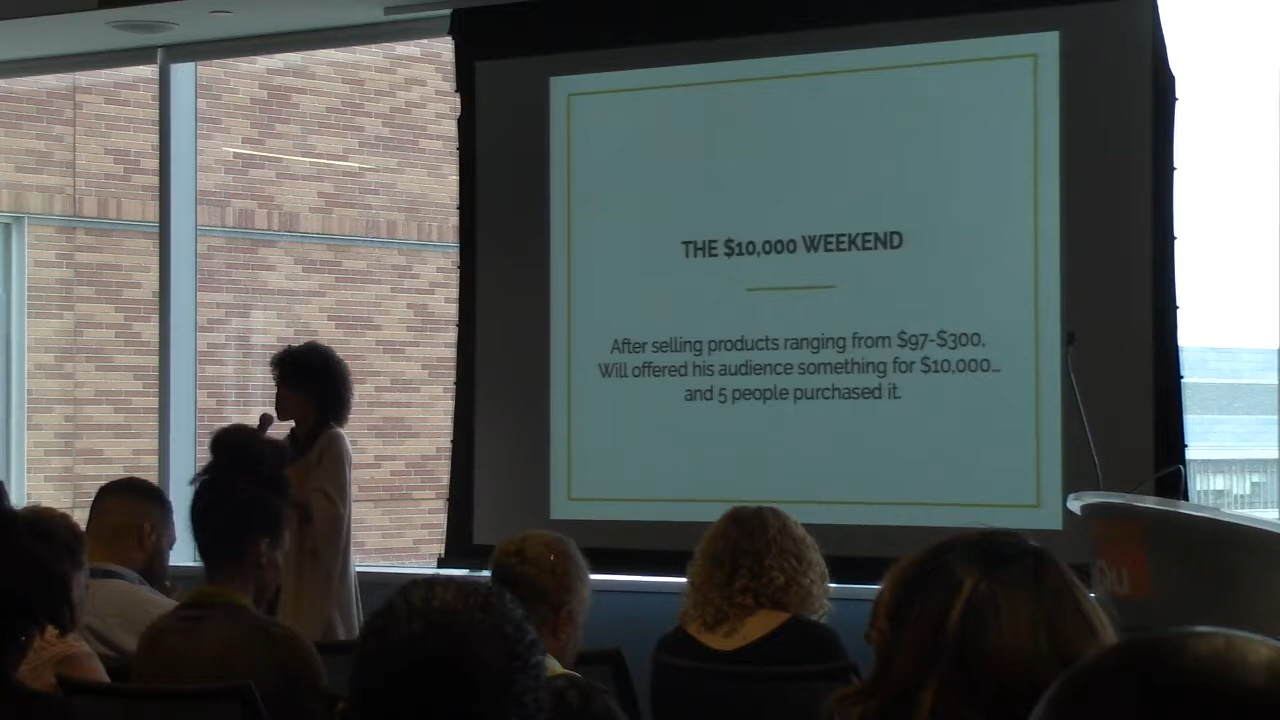 THE $10,000 WEEKEND
After selling products ranging from $97-$300,
Will offered his audience something for $10,000...
and 5 people purchased it.